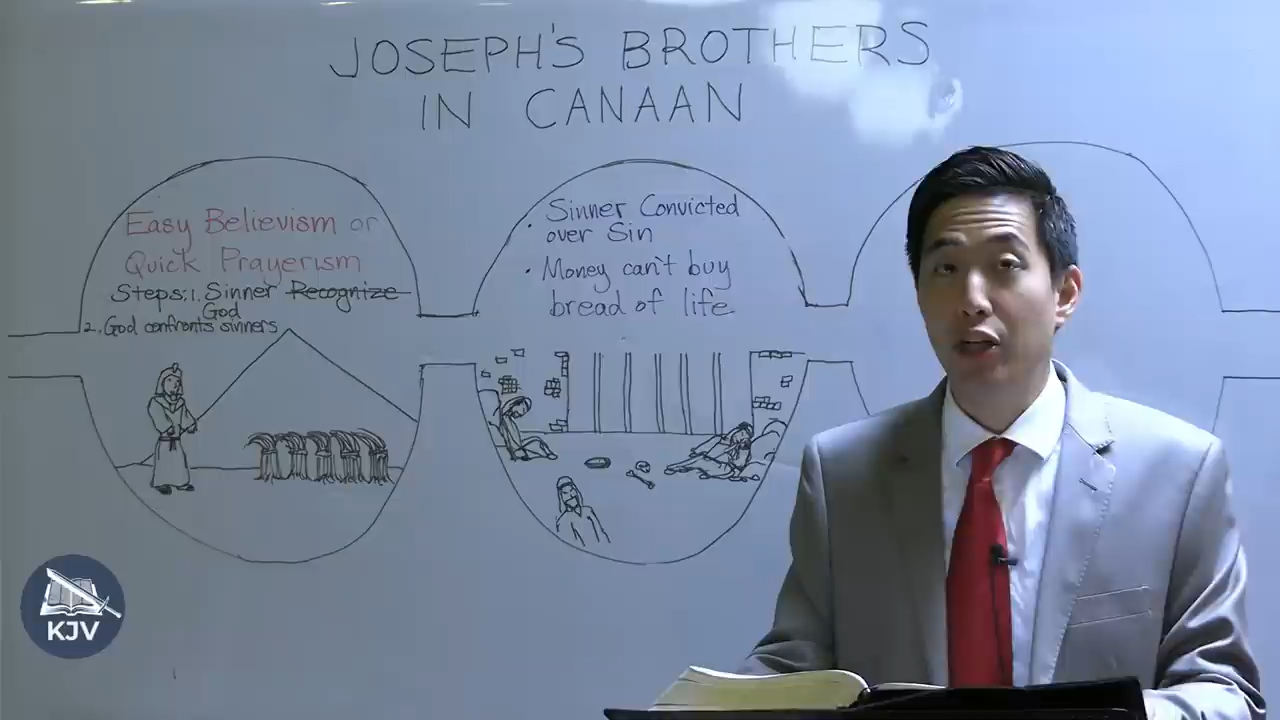 JOSEPH'S BROTHERS
IN CANAAN
Easy Believism or
Quick Prayerism
Steps: 1. Sinner Recognize
God
2. God confronts sinners
• Sinner Convicted
over Sin
• Money can't buy
bread of life
KJV